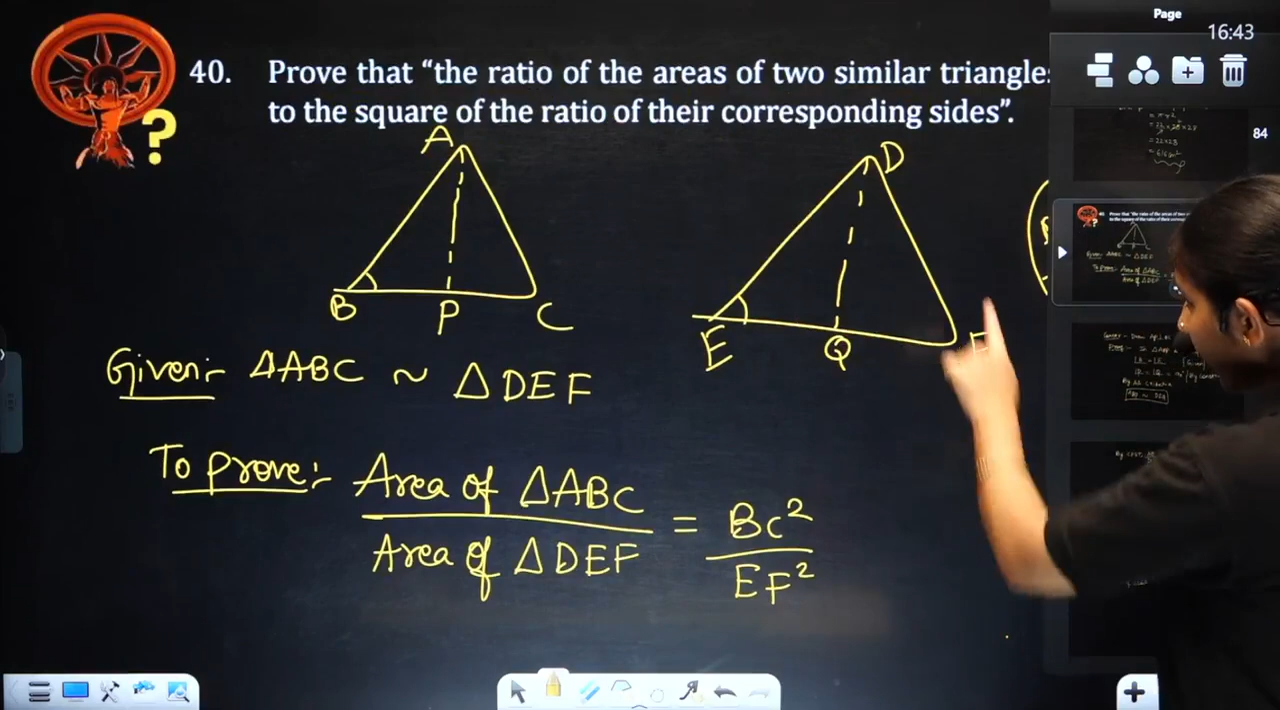 Page
16:43
40. Prove that “the ratio of the areas of two similar triangles
to the square of the ratio of their corresponding sides”.
84
A
D
B P C
E Q F
Given:- ΔABC ~ ΔDEF
To prove:- Area of ΔABC
Area of ΔDEF
= BC²
EF²